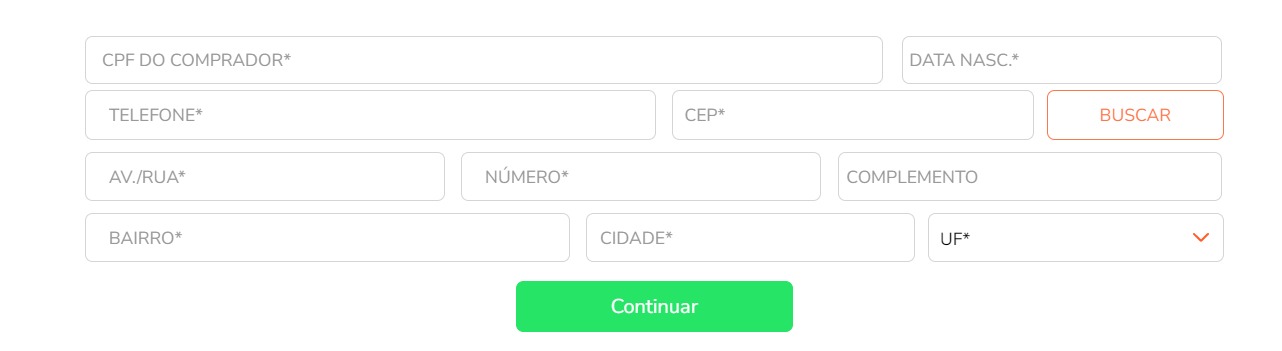 CPF DO COMPRADOR* DATA NASC.*
TELEFONE* CEP* BUSCAR
AV./RUA* NÚMERO* COMPLEMENTO
BAIRRO* CIDADE* UF*
Continuar